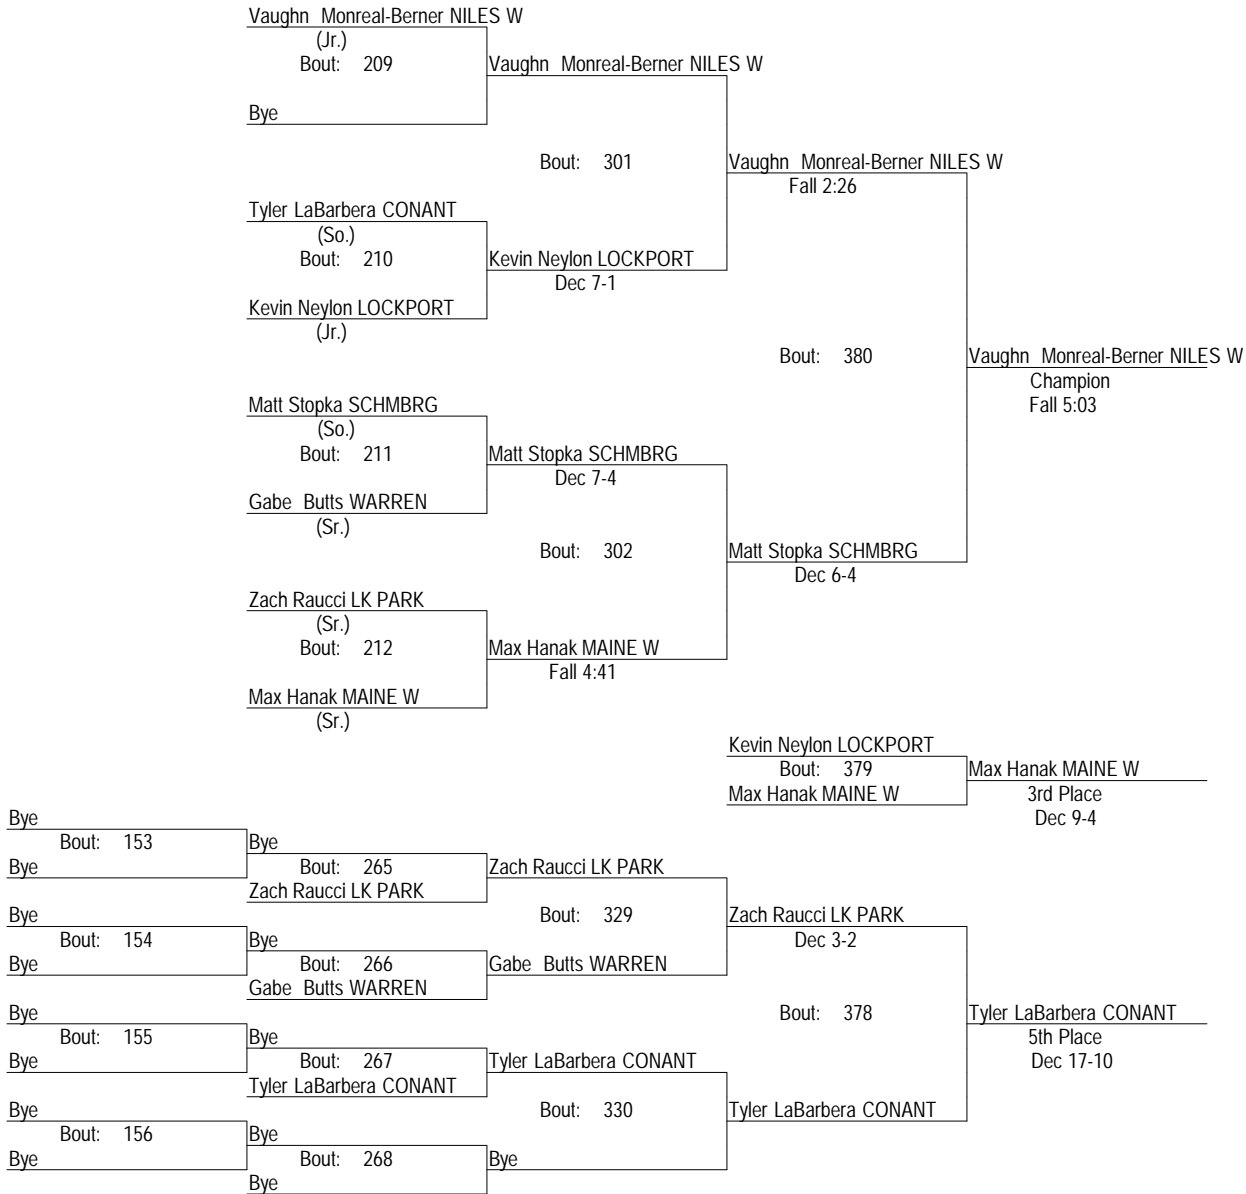 Vaughn  Monreal-Berner NILES W
(Jr.)
Bout: 209
Vaughn  Monreal-Berner NILES W
Bye
Bout: 301
Vaughn  Monreal-Berner NILES W
Fall 2:26
Tyler LaBarbera CONANT
(So.)
Bout: 210
Kevin Neylon LOCKPORT
Dec 7-1
Kevin Neylon LOCKPORT
(Jr.)
Bout: 380
Vaughn  Monreal-Berner NILES W
Champion
Fall 5:03
Matt Stopka SCHMBRG
(So.)
Bout: 211
Matt Stopka SCHMBRG
Dec 7-4
Gabe  Butts WARREN
(Sr.)
Bout: 302
Matt Stopka SCHMBRG
Dec 6-4
Zach Raucci LK PARK
(Sr.)
Bout: 212
Max Hanak MAINE W
Fall 4:41
Max Hanak MAINE W
(Sr.)
Kevin Neylon LOCKPORT
Bout: 379
Max Hanak MAINE W
Max Hanak MAINE W
3rd Place
Dec 9-4
Bye
Bout: 153
Bye
Bye
Bout: 265
Zach Raucci LK PARK
Zach Raucci LK PARK
Bye
Bout: 329
Zach Raucci LK PARK
Dec 3-2
Bout: 154
Bye
Bye
Bout: 266
Gabe  Butts WARREN
Gabe  Butts WARREN
Bye
Bout: 378
Tyler LaBarbera CONANT
5th Place
Dec 17-10
Bout: 155
Bye
Bye
Bout: 267
Tyler LaBarbera CONANT
Tyler LaBarbera CONANT
Bye
Bout: 330
Tyler LaBarbera CONANT
Bout: 156
Bye
Bye
Bout: 268
Bye
Bye